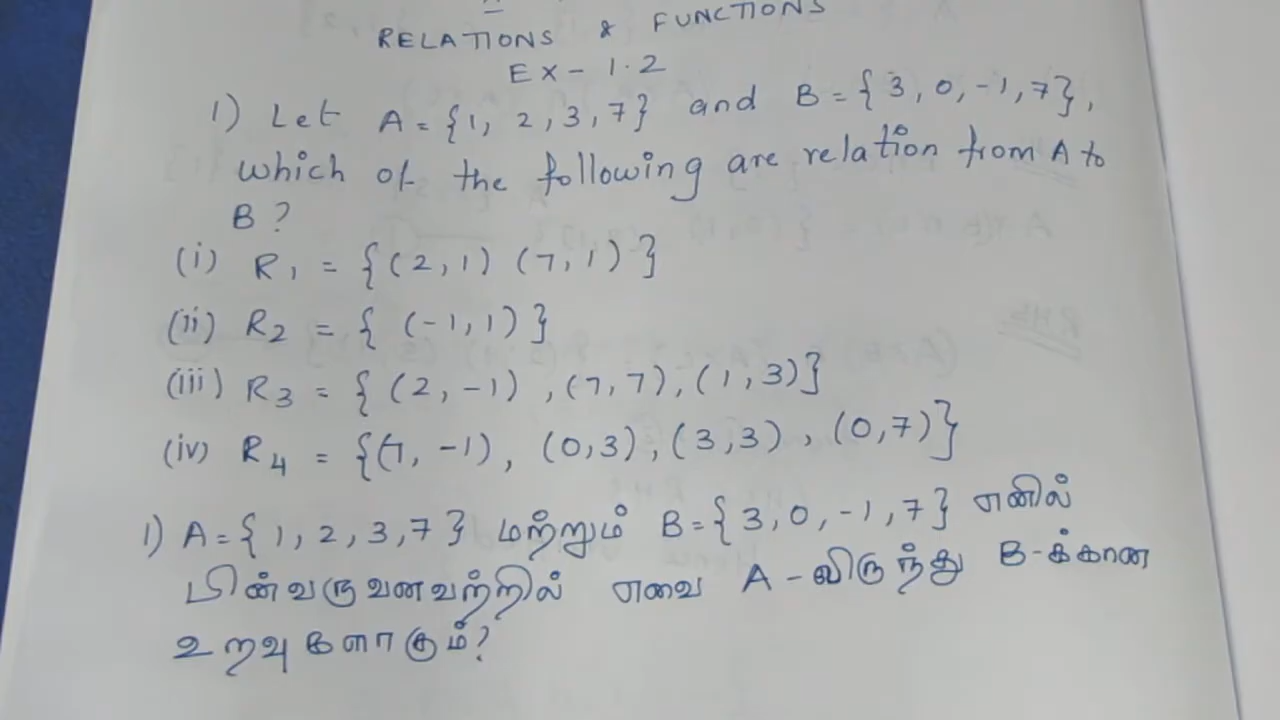 RELATIONS & FUNCTIONS
EX - 1.2
1) Let A = {1, 2, 3, 7} and B = {3, 0, -1, 7},
which of the following are relation from A to
B?
(i) R1 = {(2, 1) (7, 1)}
(ii) R2 = { (-1, 1)}
(iii) R3 = { (2, -1) , (7, 7), (1, 3)}
(iv) R4 = {(7, -1), (0, 3), (3, 3) , (0, 7)}
1) A = {1, 2, 3, 7} மற்றும் B = {3, 0, -1, 7} எனில்
பின்வருவனவற்றில் எவை A - விருந்து B - க்கான
உறவுகளாகும்?